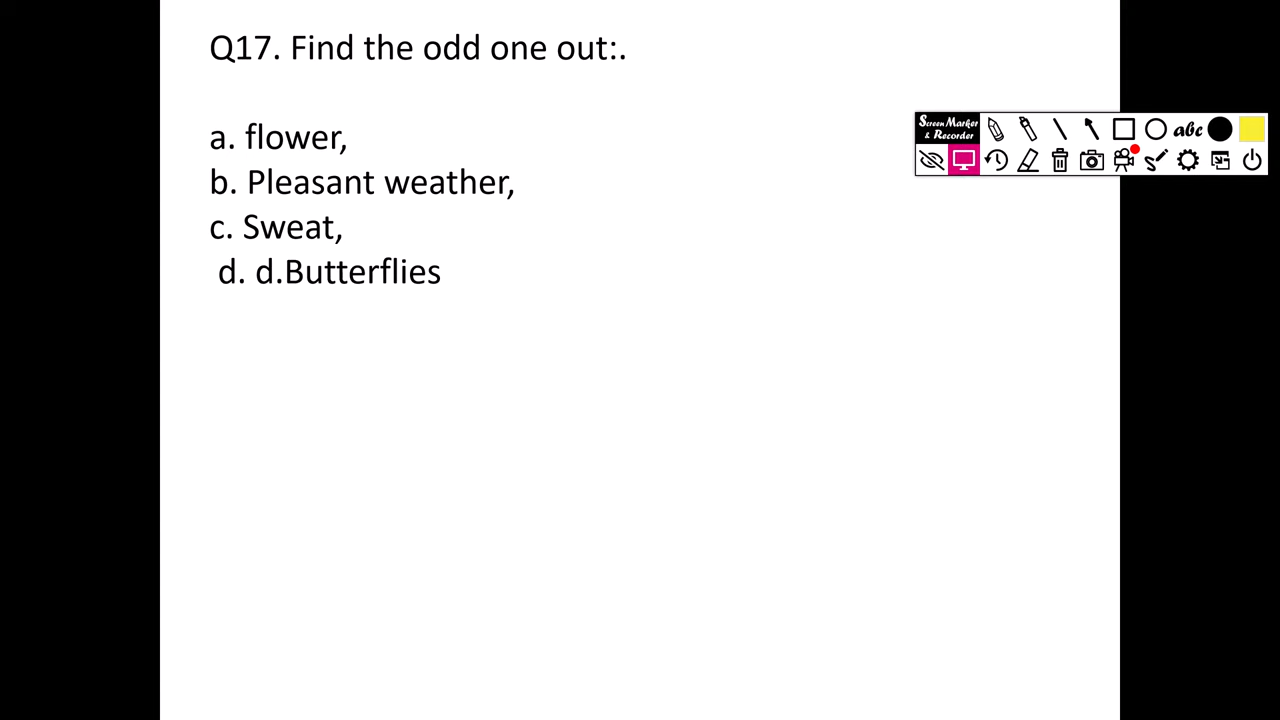 Q17. Find the odd one out:.
a. flower,
b. Pleasant weather,
c. Sweat,
d. d.Butterflies
Screen Marker
& Recorder
abc